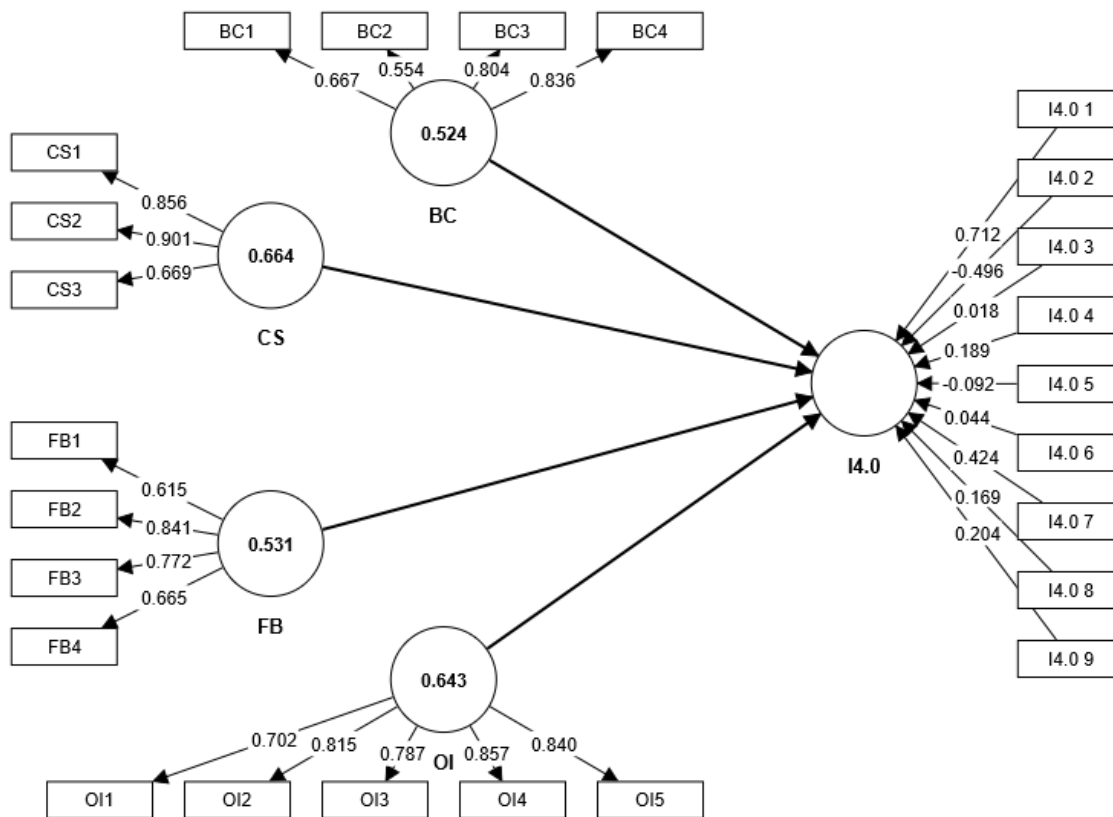 BC1
BC2
BC3
BC4
0.667
0.554
0.804
0.836
0.524
BC
CS1
CS2
CS3
0.856
0.901
0.669
0.664
CS
FB1
FB2
FB3
FB4
0.615
0.841
0.772
0.665
0.531
FB
0.643
OI
0.702
0.815
0.787
0.857
0.840
OI1
OI2
OI3
OI4
OI5
I4.0
0.712
-0.496
0.018
0.189
-0.092
0.044
0.424
0.169
0.204
I4.0 1
I4.0 2
I4.0 3
I4.0 4
I4.0 5
I4.0 6
I4.0 7
I4.0 8
I4.0 9